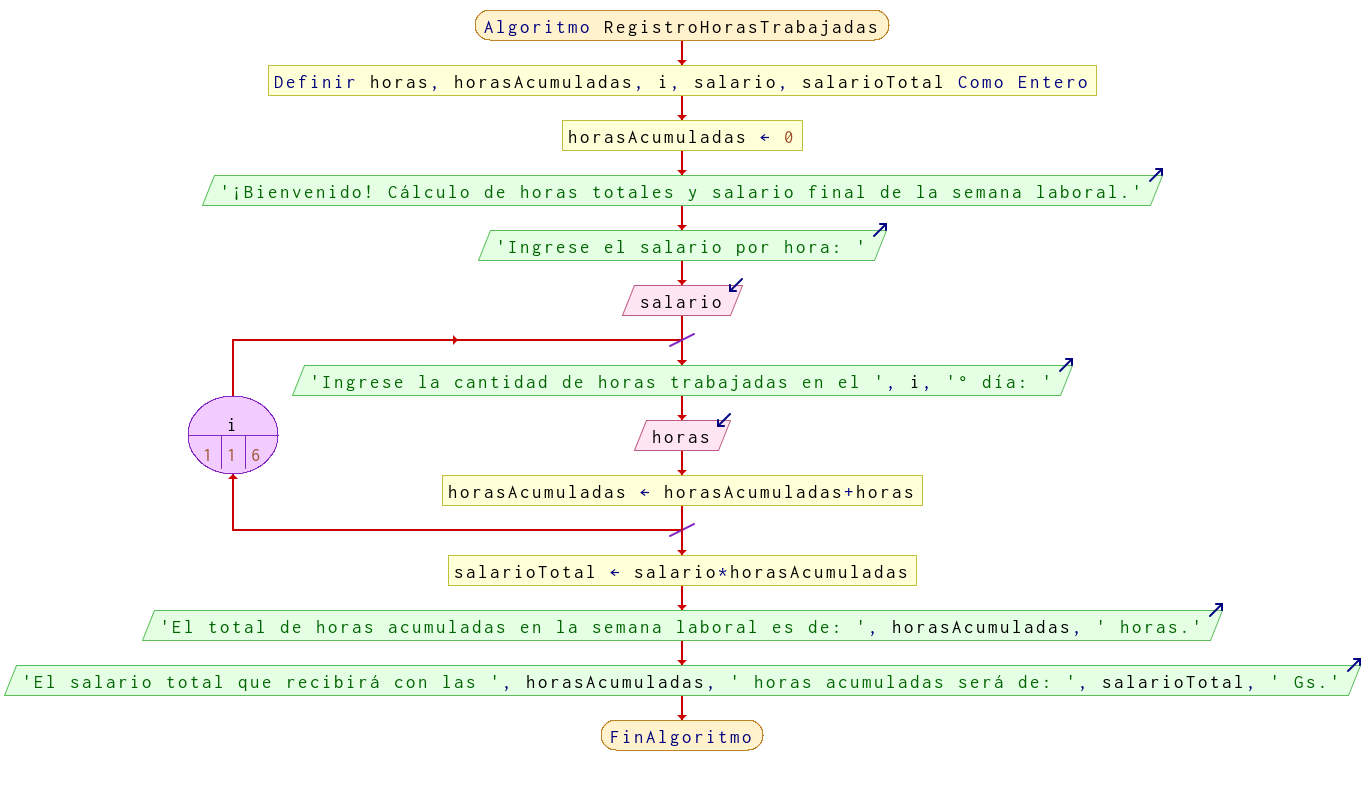 Algoritmo RegistroHorasTrabajadas
Definir horas, horasAcumuladas, i, salario, salarioTotal Como Entero
horasAcumuladas ← 0
'¡Bienvenido! Cálculo de horas totales y salario final de la semana laboral.'
'Ingrese el salario por hora: '
salario
'Ingrese la cantidad de horas trabajadas en el ', i, '° día: '
i
1 1 6
horas
horasAcumuladas ← horasAcumuladas+horas
salarioTotal ← salario*horasAcumuladas
'El total de horas acumuladas en la semana laboral es de: ', horasAcumuladas, ' horas.'
'El salario total que recibirá con las ', horasAcumuladas, ' horas acumuladas será de: ', salarioTotal, ' Gs.'
FinAlgoritmo